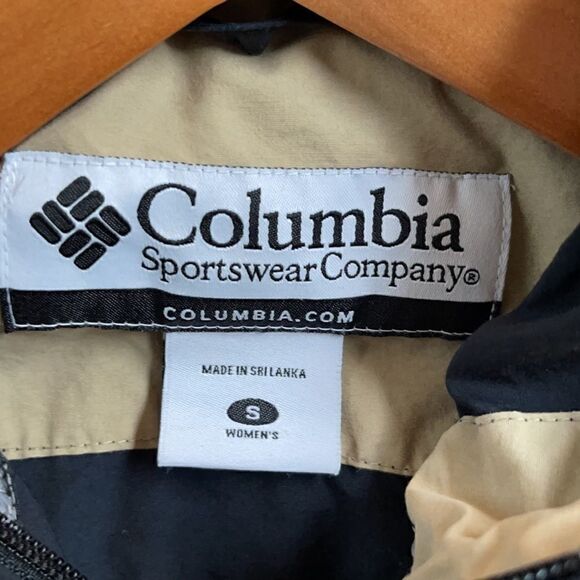 Columbia
Sportswear Company®
COLUMBIA.COM
MADE IN SRI LANKA
S
WOMEN'S